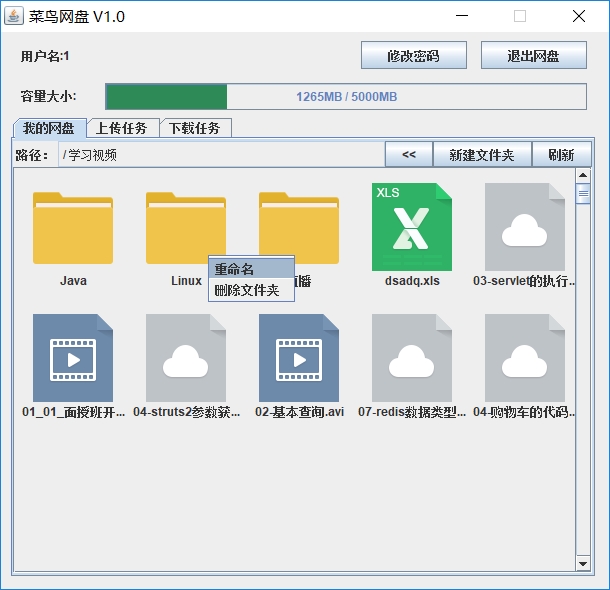 菜鸟网盘 V1.0
用户名:1
修改密码
退出网盘
容量大小:
1265MB / 5000MB
我的网盘
上传任务
下载任务
路径:
/学习视频
<<
新建文件夹
刷新
XLS
Java
Linux
播
dsadq.xls
03-servlet的执行...
重命名
删除文件夹
01_01_面授班开...
04-struts2参数获...
02-基本查询.avi
07-redis数据类型...
04-购物车的代码...